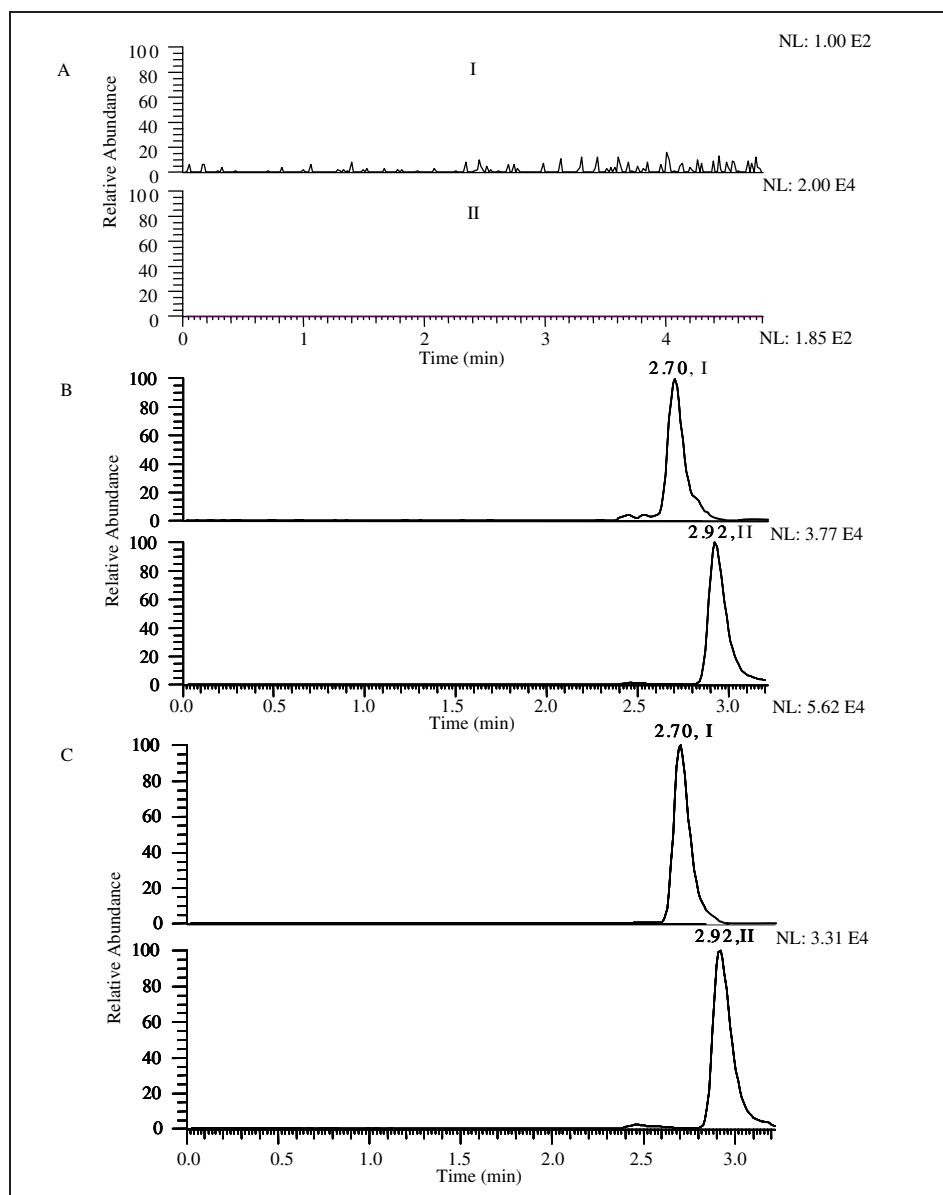 NL: 1.00 E2
A
I
Relative Abundance
100
80
60
40
20
0
NL: 2.00 E4
II
100
80
60
40
20
0
0 1 2 3 4
Time (min)
NL: 1.85 E2
B
2.70, I
Relative Abundance
100
80
60
40
20
0
2.92,II
NL: 3.77 E4
100
80
60
40
20
0
0.0 0.5 1.0 1.5 2.0 2.5 3.0
Time (min)
NL: 5.62 E4
C
2.70, I
Relative Abundance
100
80
60
40
20
0
2.92,II
NL: 3.31 E4
100
80
60
40
20
0
0.0 0.5 1.0 1.5 2.0 2.5 3.0
Time (min)